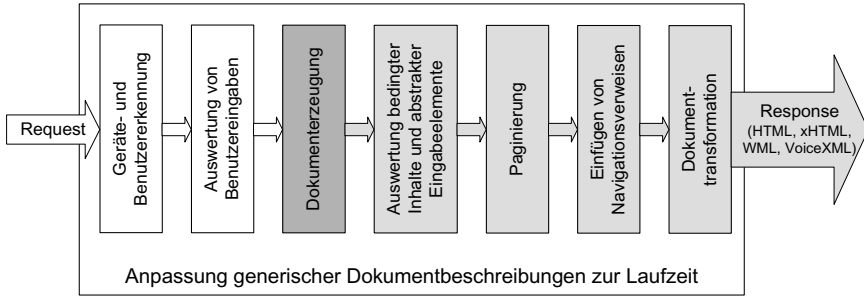 Request
Geräte- und
Benutzererkennung
Auswertung von
Benutzereingaben
Dokumenterzeugung
Auswertung bedingter
Inhalte und abstrakter
Eingabeelemente
Paginierung
Einfügen von
Navigationsverweisen
Dokument-
transformation
Response
(HTML, xHTML,
WML, VoiceXML)
Anpassung generischer Dokumentbeschreibungen zur Laufzeit